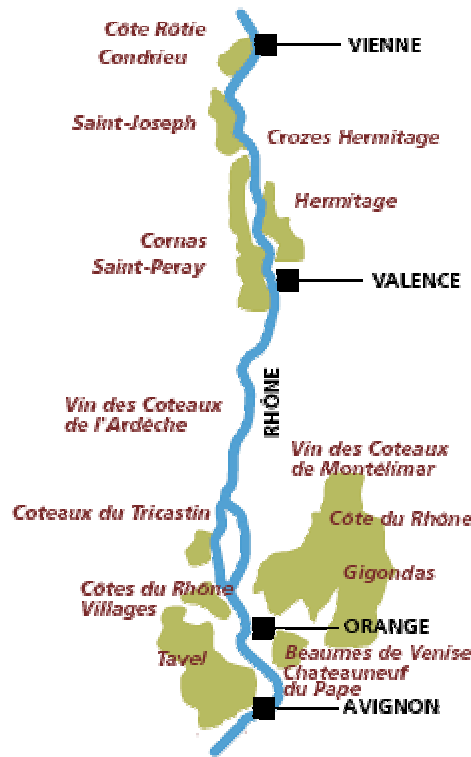 Côte Rôtie
VIENNE
Condrieu
Saint-Joseph
Crozes Hermitage
Hermitage
Cornas
Saint-Peray
VALENCE
RHÔNE
Vin des Coteaux
de l'Ardèche
Vin des Coteaux
de Montélimar
Coteaux du Tricastin
Côte du Rhône
Gigondas
Côtes du Rhône
Villages
ORANGE
Tavel
Beaumes de Venise
Chateauneuf
du Pape
AVIGNON